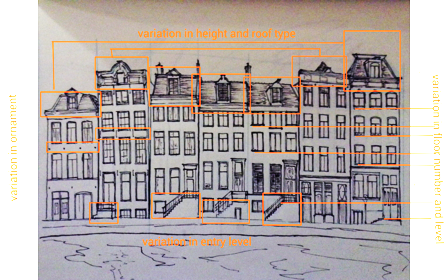 variation in height and roof type
variation in ornament
variation in floor number and level
variation in entry level